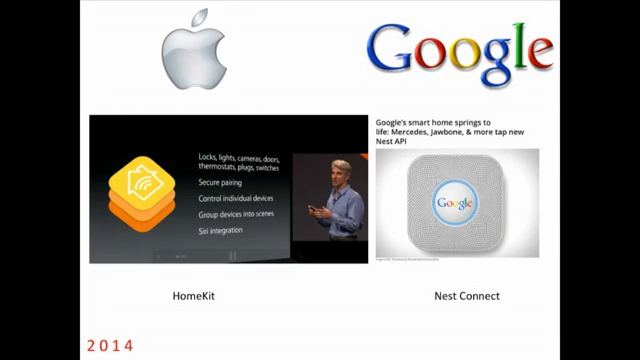 Google
Locks, lights, cameras, doors,
thermostats, plugs, switches
Secure pairing
Control individual devices
Group devices into scenes
Siri integration
Google's smart home springs to
life: Mercedes, Jawbone, & more tap new
Nest API
Google
HomeKit
Nest Connect
2014